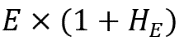 E × (1 + H_E)